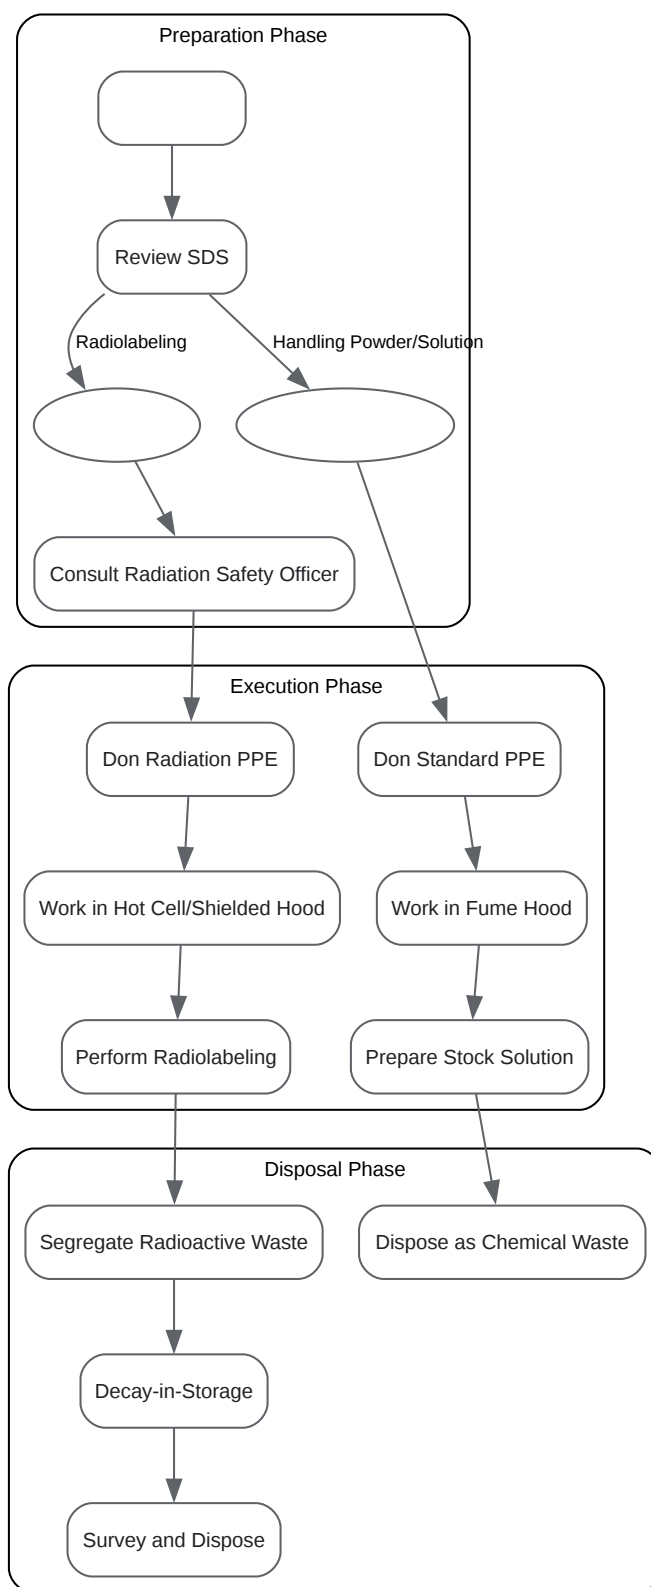 Preparation Phase
Review SDS
Radiolabeling
Handling Powder/Solution
Consult Radiation Safety Officer
Execution Phase
Don Radiation PPE
Don Standard PPE
Work in Hot Cell/Shielded Hood
Work in Fume Hood
Perform Radiolabeling
Prepare Stock Solution
Disposal Phase
Segregate Radioactive Waste
Dispose as Chemical Waste
Decay-in-Storage
Survey and Dispose